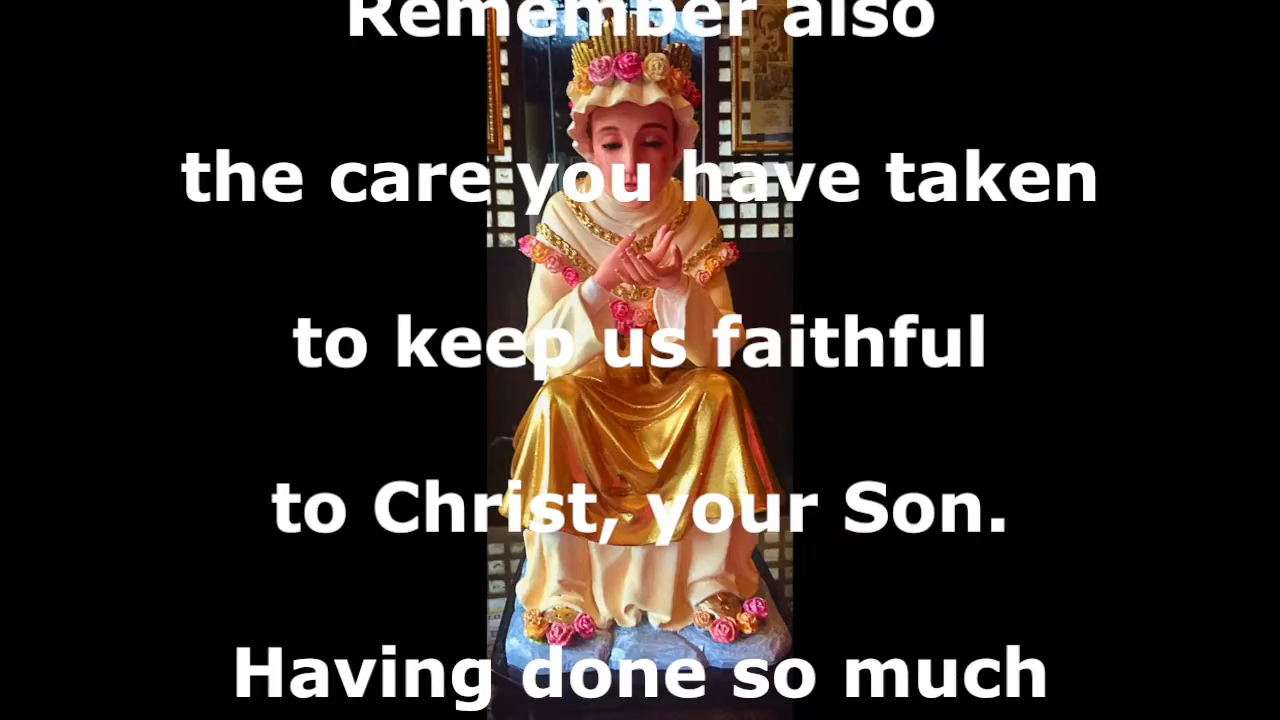 Remember also
the care you have taken
to keep us faithful
to Christ, your Son.
Having done so much